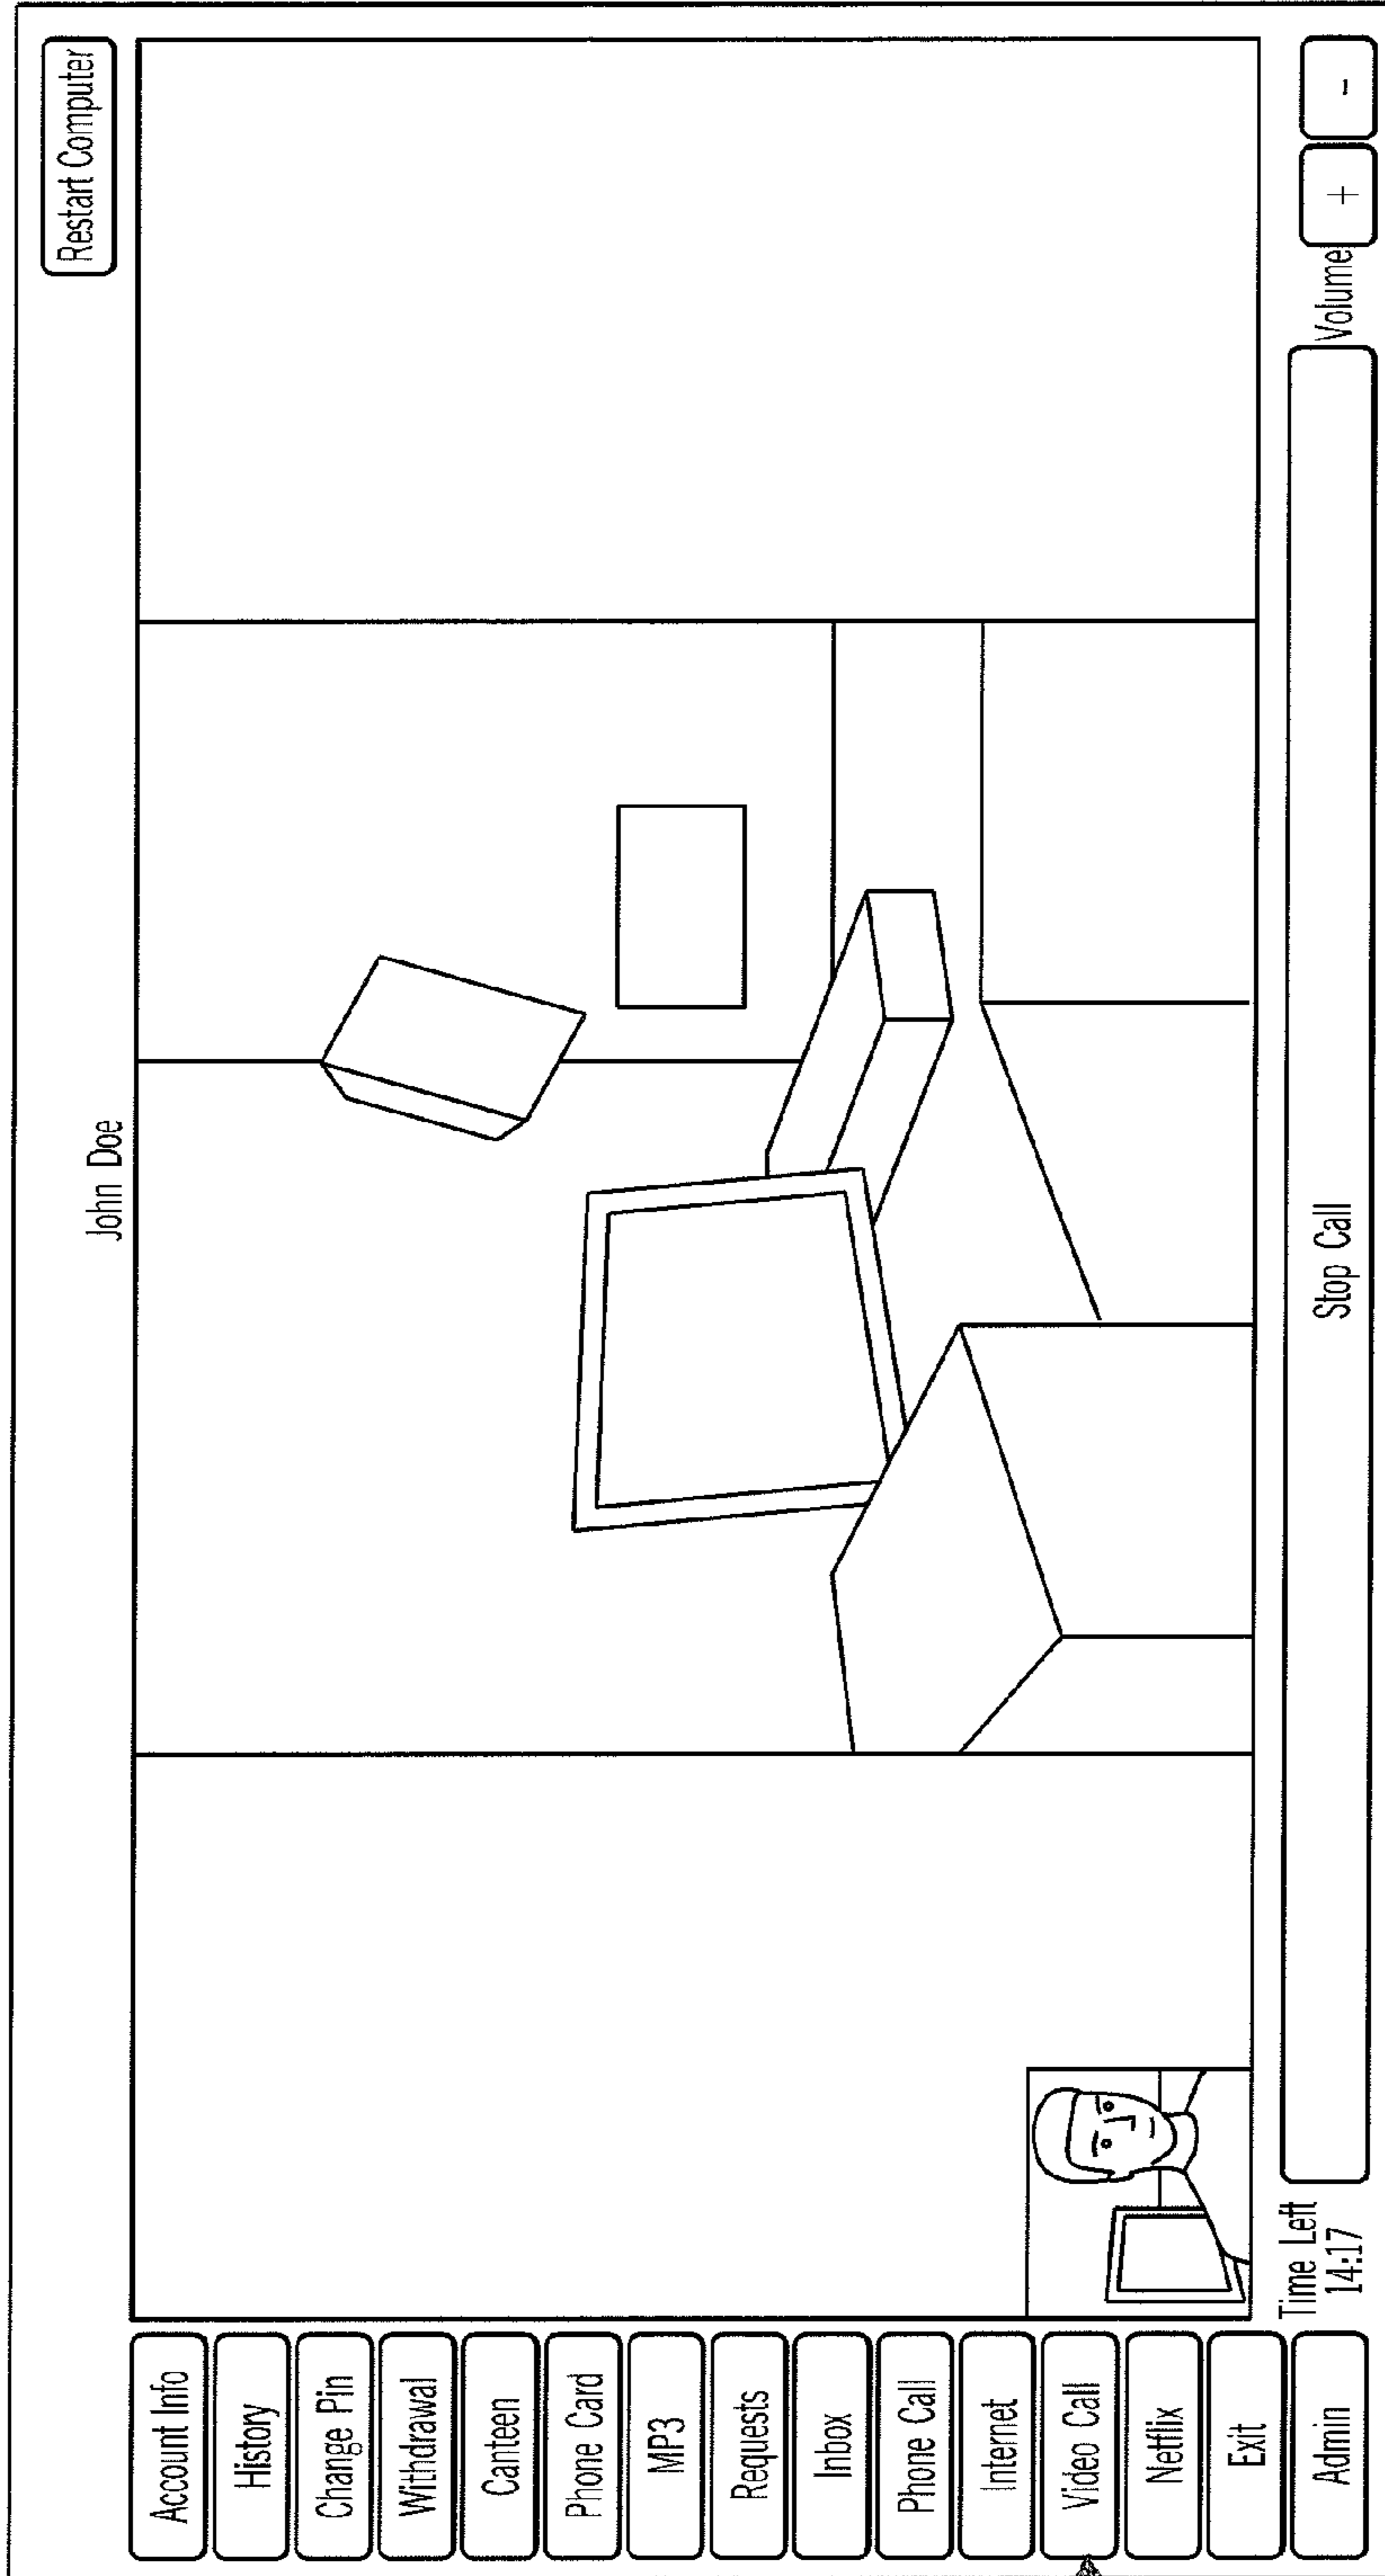 John Doe
Restart Computer
Account Info
History
Change Pin
Withdrawal
Canteen
Phone Card
MP3
Requests
Inbox
Phone Call
Internet
Video Call
Netflix
Exit
Admin
Time Left
14:17
Stop Call
Volume
+
-